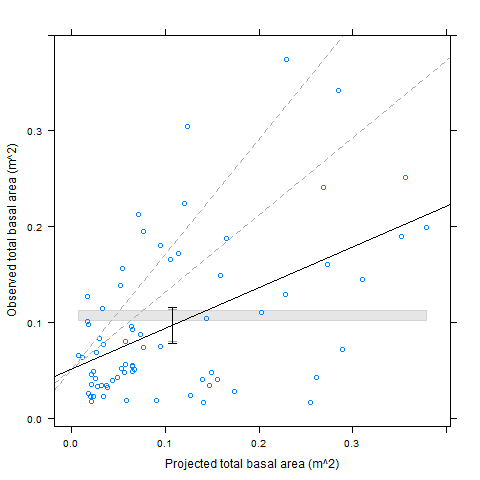 Observed total basal area (m^2)
0.3
0.2
0.1
0.0
0.0 0.1 0.2 0.3
Projected total basal area (m^2)